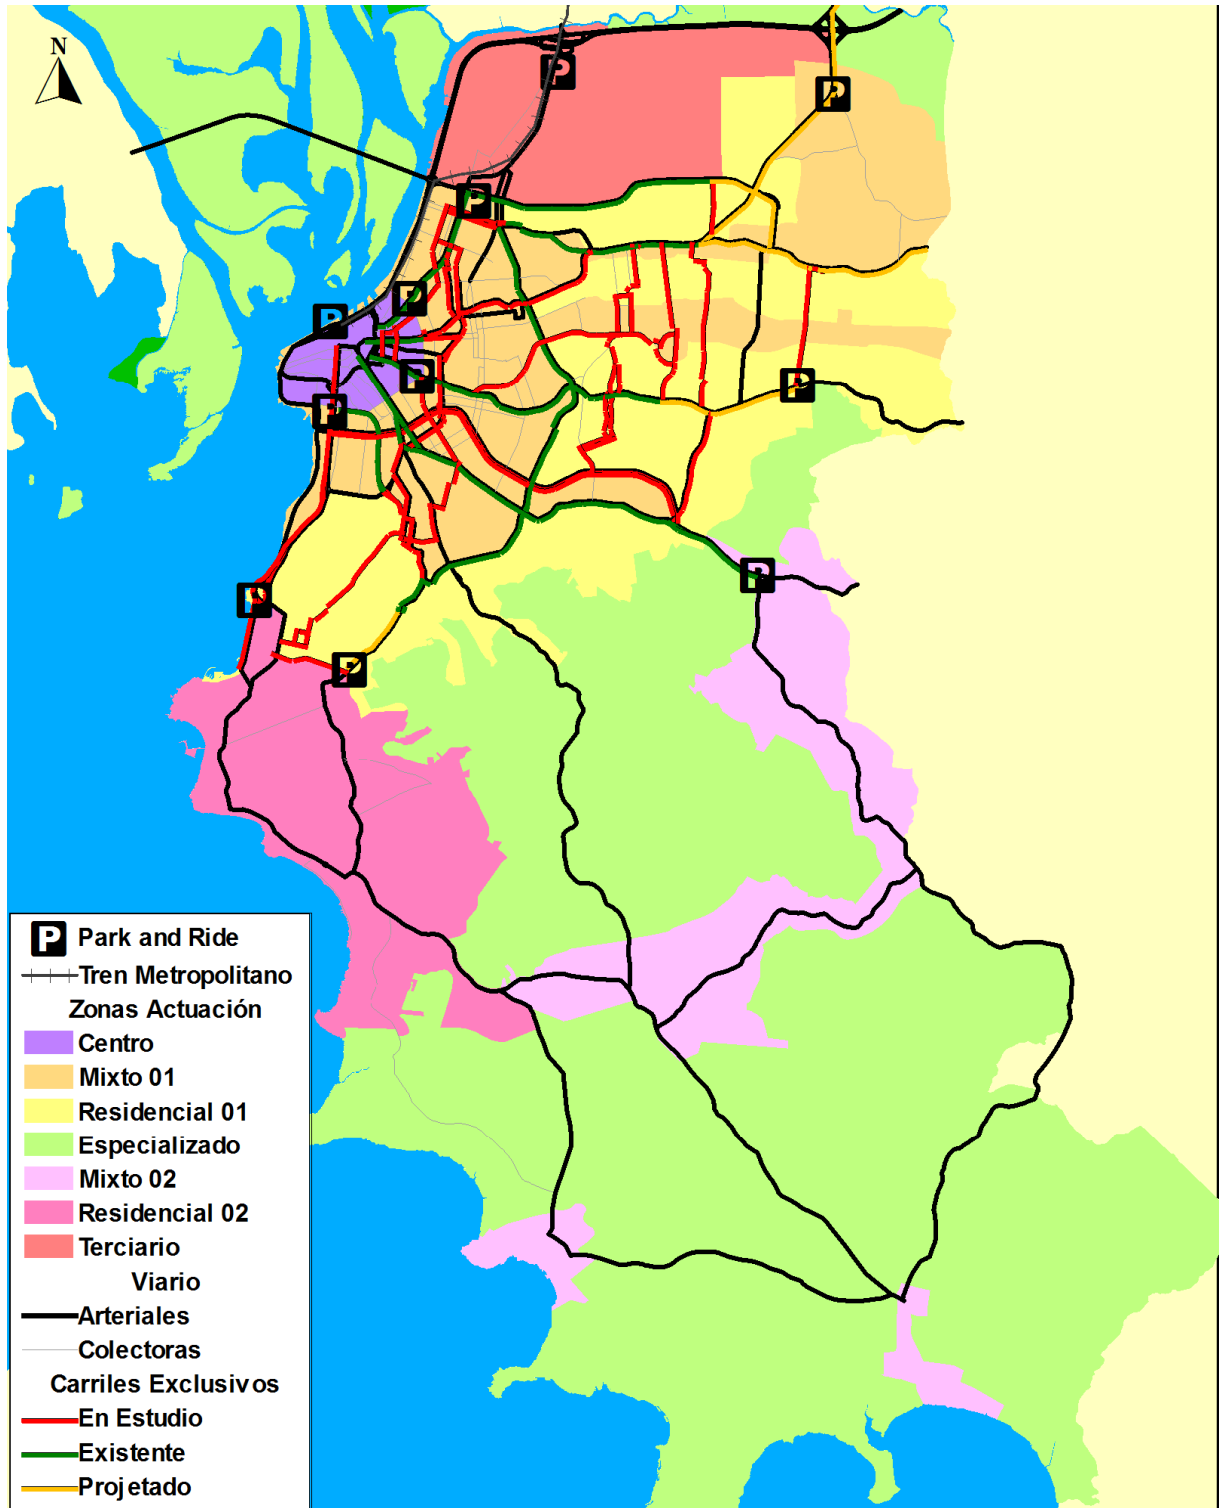 N
P
P
P
P
P
P
P
P
P
P
P
P Park and Ride
Tren Metropolitano
Zonas Actuación
Centro
Mixto 01
Residencial 01
Especializado
Mixto 02
Residencial 02
Terciario
Viario
Arteriales
Colectoras
Carriles Exclusivos
En Estudio
Existente
Projetado